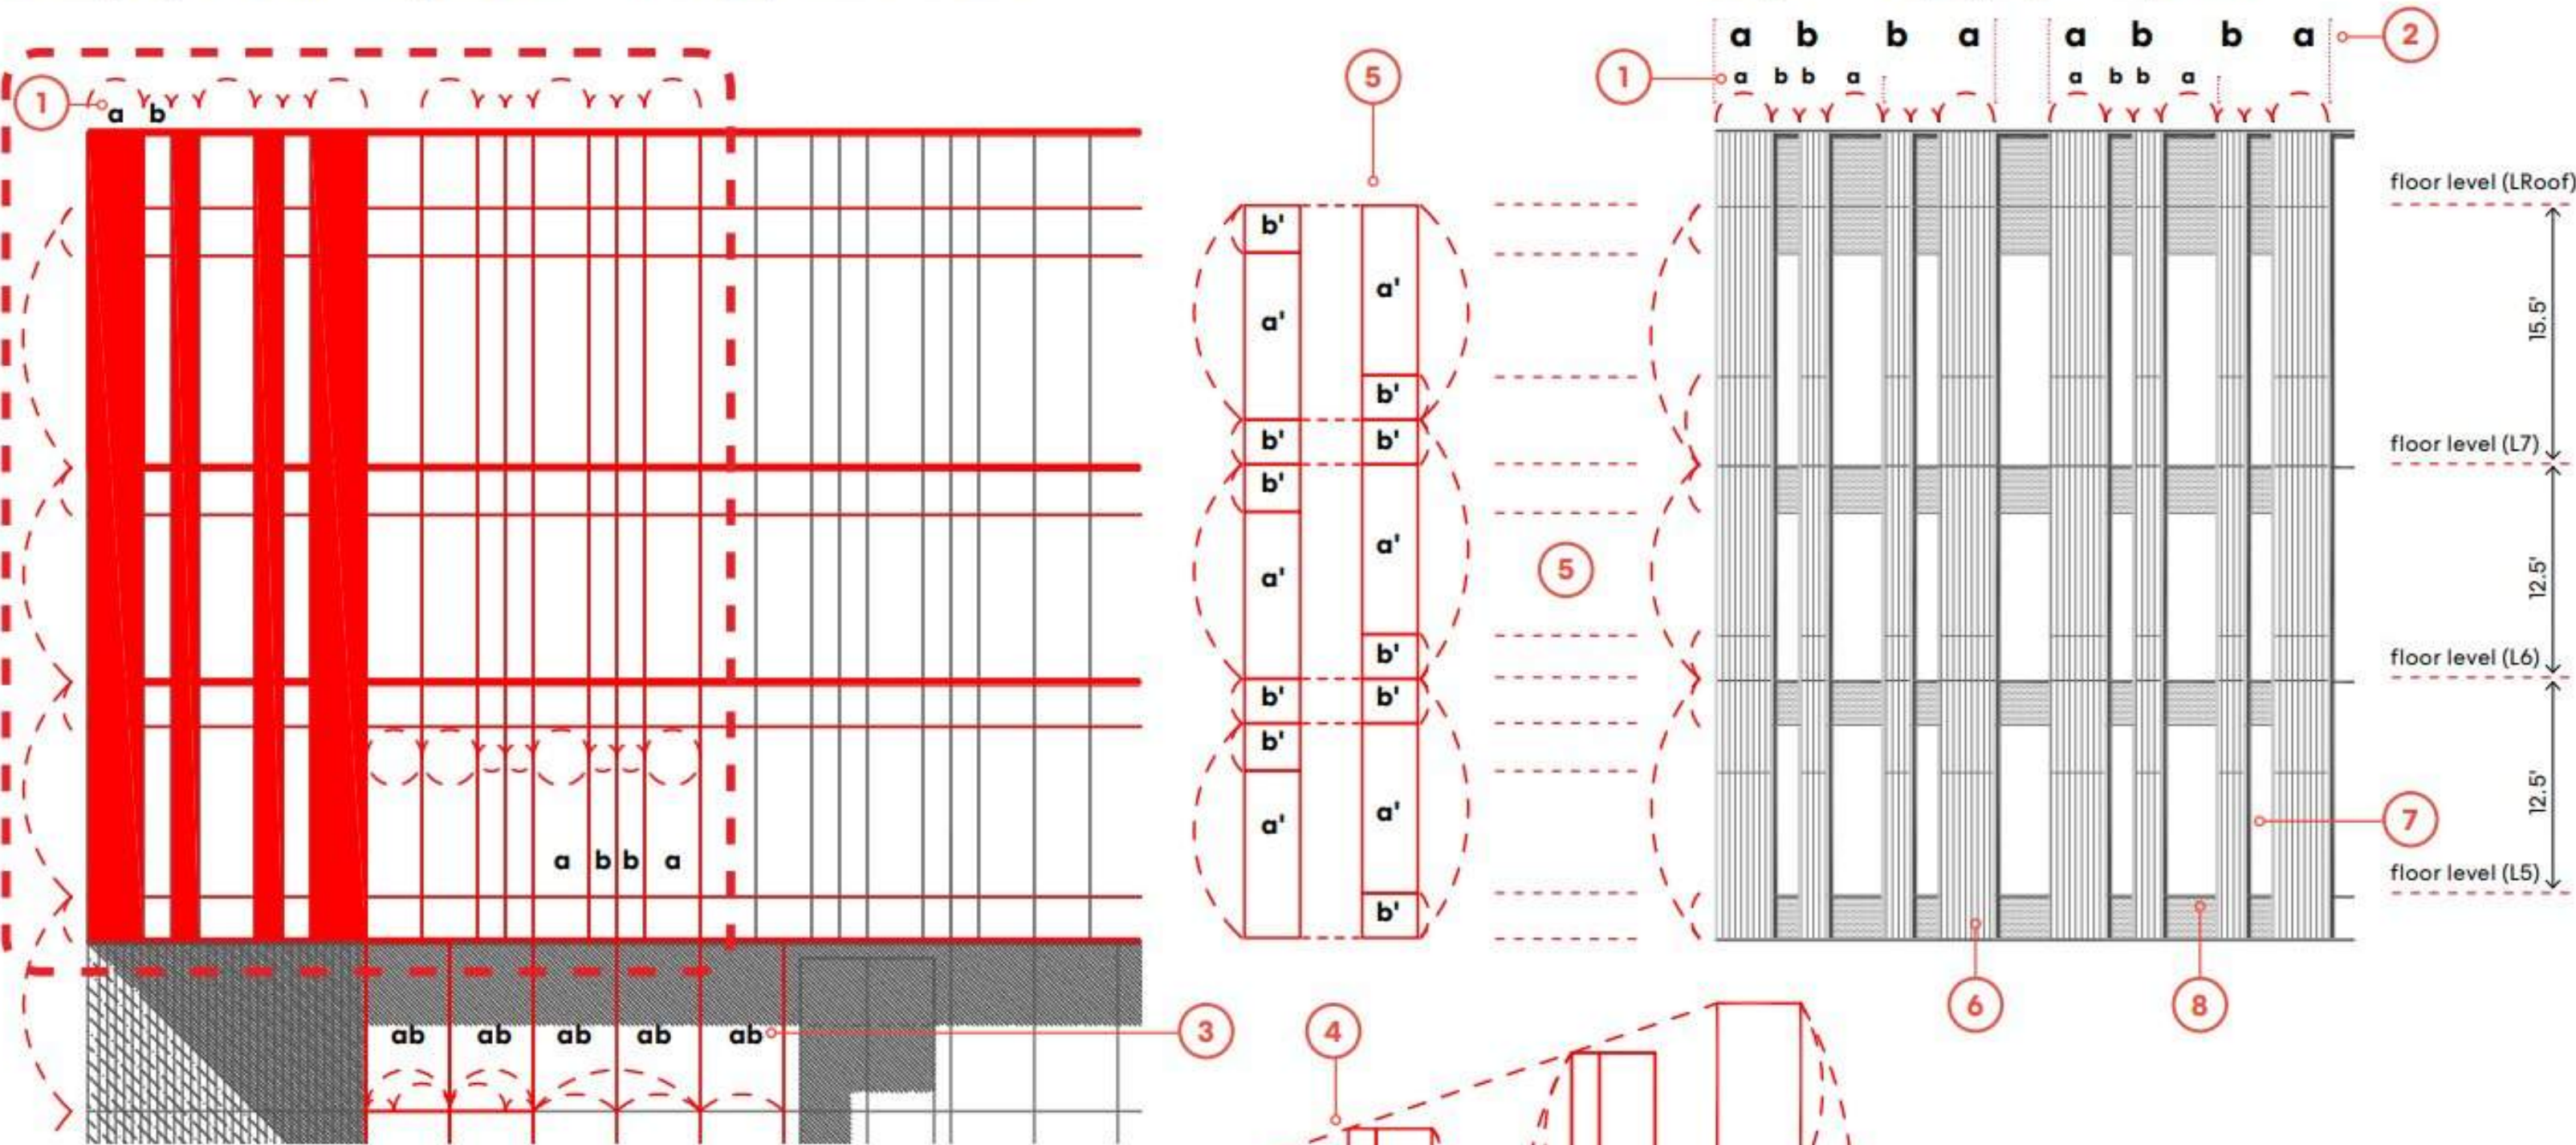 a b b a a b b a 2
1 a b b a a b b a
5
1 a b
floor level (LRoof)
b' a' b' b' a' b' b' a'
a' b' b' a' b' b' a' b'
15.5'
floor level (L7)
5
12.5'
floor level (L6)
12.5'
7
floor level (L5)
a b b a
6 8
ab ab ab ab ab 3
4